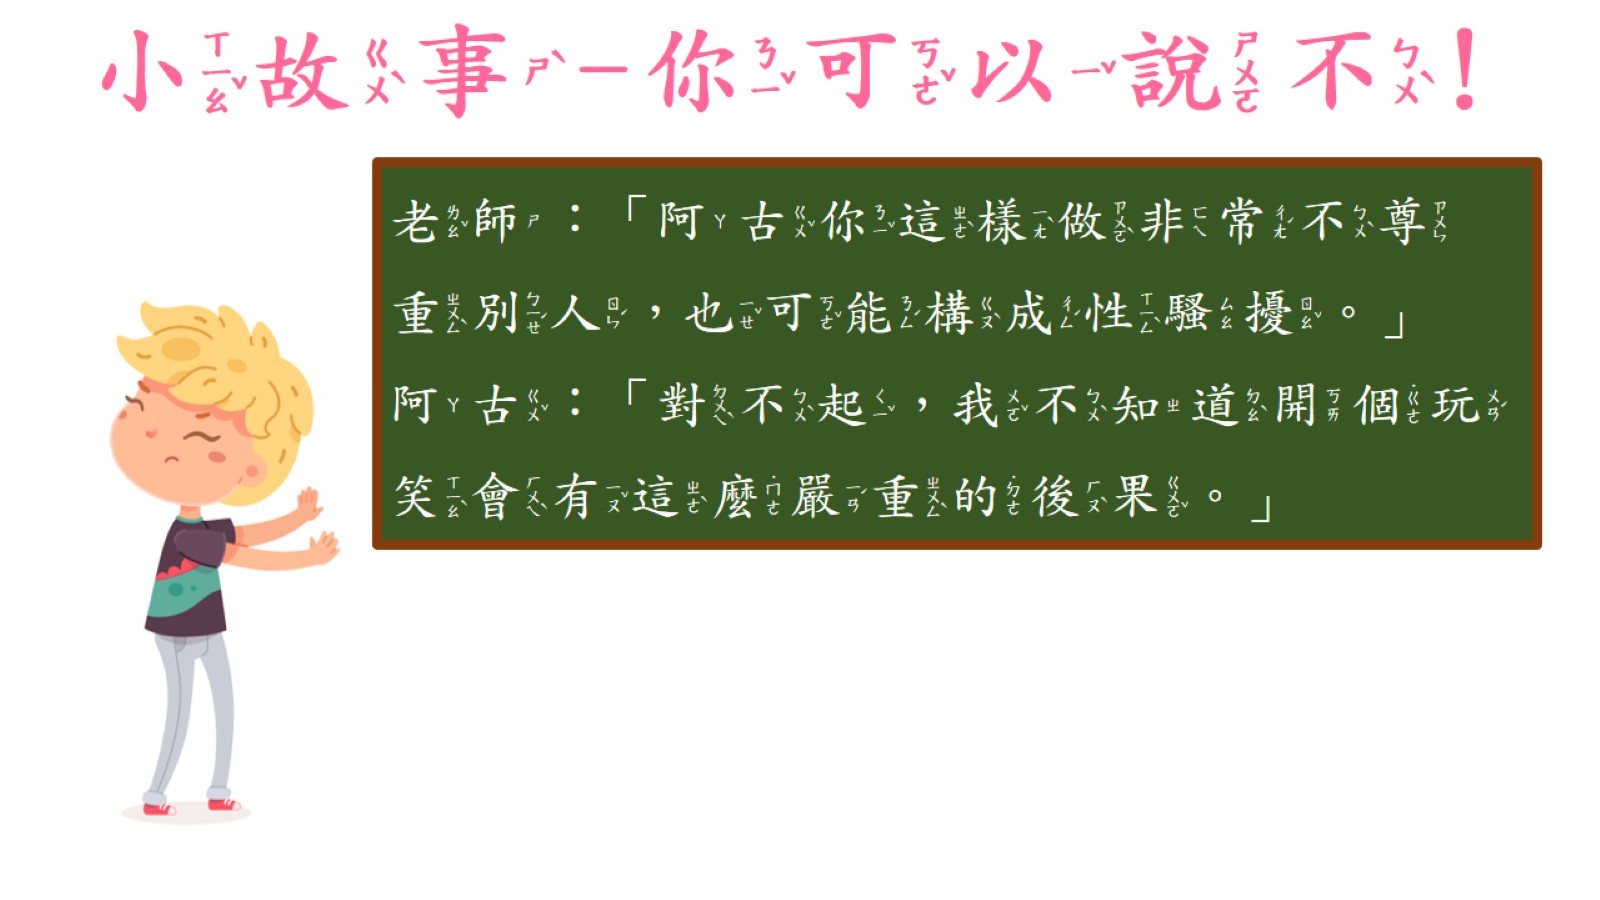 小故事－你可以說不！
老師：「阿古你這樣做非常不尊
重別人，也可能構成性騷擾。」
阿古：「對不起，我不知道開個玩
笑會有這麼嚴重的後果。」